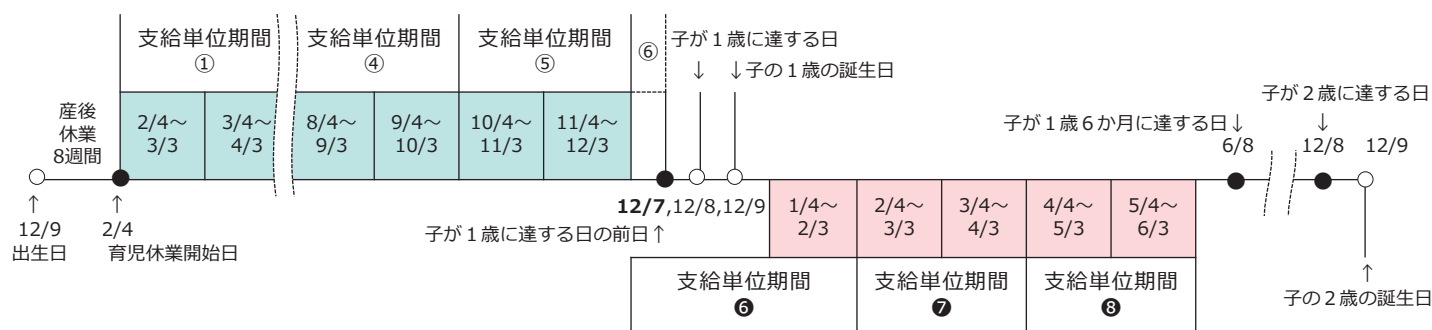 支給単位期間
①
支給単位期間
④
支給単位期間
⑤
⑥
子が１歳に達する日
↓
↓子の１歳の誕生日
産後
休業
8週間
2/4～
3/3
3/4～
4/3
8/4～
9/3
9/4～
10/3
10/4～
11/3
11/4～
12/3
子が２歳に達する日
↓
子が１歳６か月に達する日↓
6/8
12/8
12/9
↑
12/9
出生日
↑
2/4
育児休業開始日
12/7,12/8,12/9
子が１歳に達する日の前日↑
1/4～
2/3
2/4～
3/3
3/4～
4/3
4/4～
5/3
5/4～
6/3
支給単位期間
❻
支給単位期間
❼
支給単位期間
❽
↑
子の２歳の誕生日